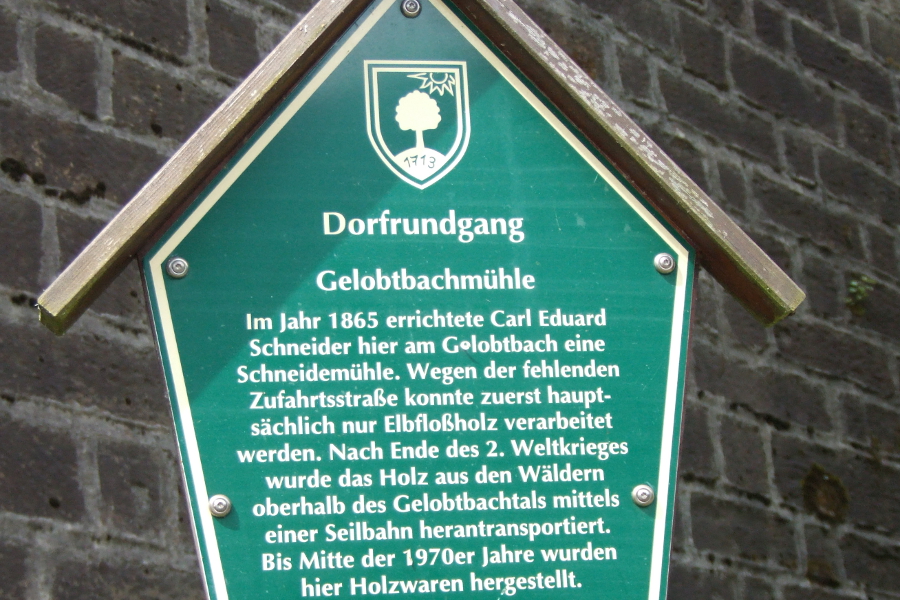 1713
Dorfrundgang
Gelobtbachmühle
Im Jahr 1865 errichtete Carl Eduard
Schneider hier am Gelobtbach eine
Schneidemühle. Wegen der fehlenden
Zufahrtsstraße konnte zuerst haupt-
sächlich nur Elbfloßholz verarbeitet
werden. Nach Ende des 2. Weltkrieges
wurde das Holz aus den Wäldern
oberhalb des Gelobtbachtals mittels
einer Seilbahn herantransportiert.
Bis Mitte der 1970er Jahre wurden
hier Holzwaren hergestellt.